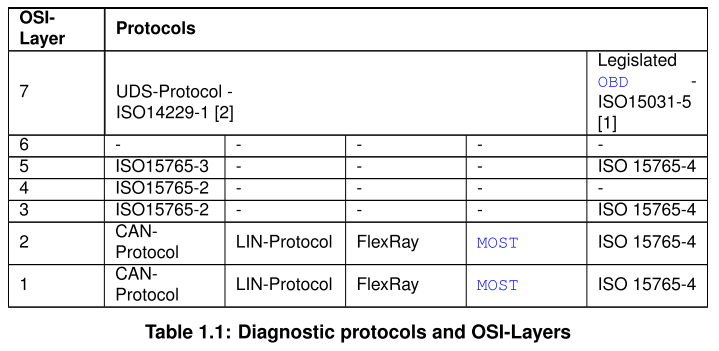 OSI-
Layer
Protocols
7
UDS-Protocol -
ISO14229-1 [2]
Legislated
OBD -
ISO15031-5
[1]
6 - - - - -
5 ISO15765-3 - - - ISO 15765-4
4 ISO15765-2 - - - -
3 ISO15765-2 - - - ISO 15765-4
2 CAN-
Protocol LIN-Protocol FlexRay MOST ISO 15765-4
1 CAN-
Protocol LIN-Protocol FlexRay MOST ISO 15765-4
Table 1.1: Diagnostic protocols and OSI-Layers